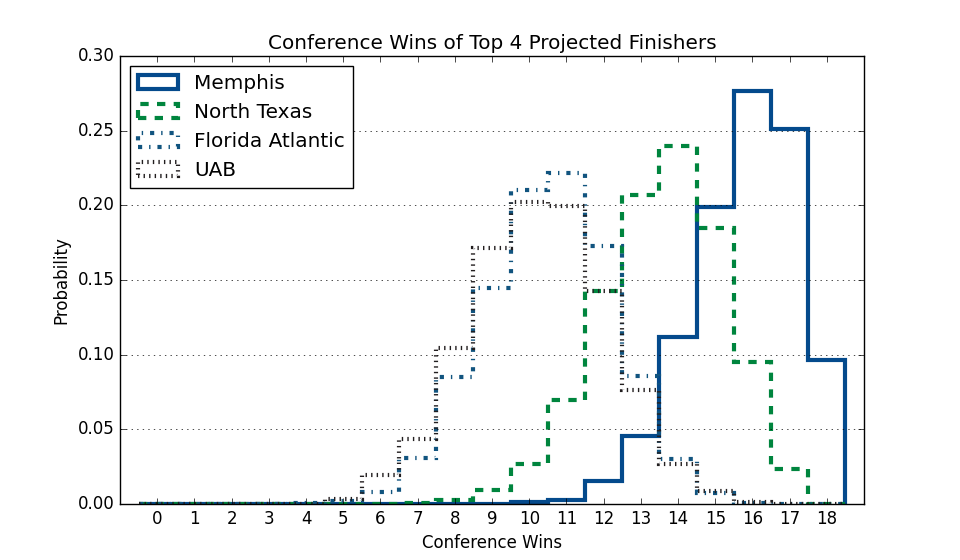 Conference Wins of Top 4 Projected Finishers
0.30
0.25
0.20
0.15
0.10
0.05
0.00
Probability
Memphis
North Texas
Florida Atlantic
UAB
0 1 2 3 4 5 6 7 8 9 10 11 12 13 14 15 16 17 18
Conference Wins